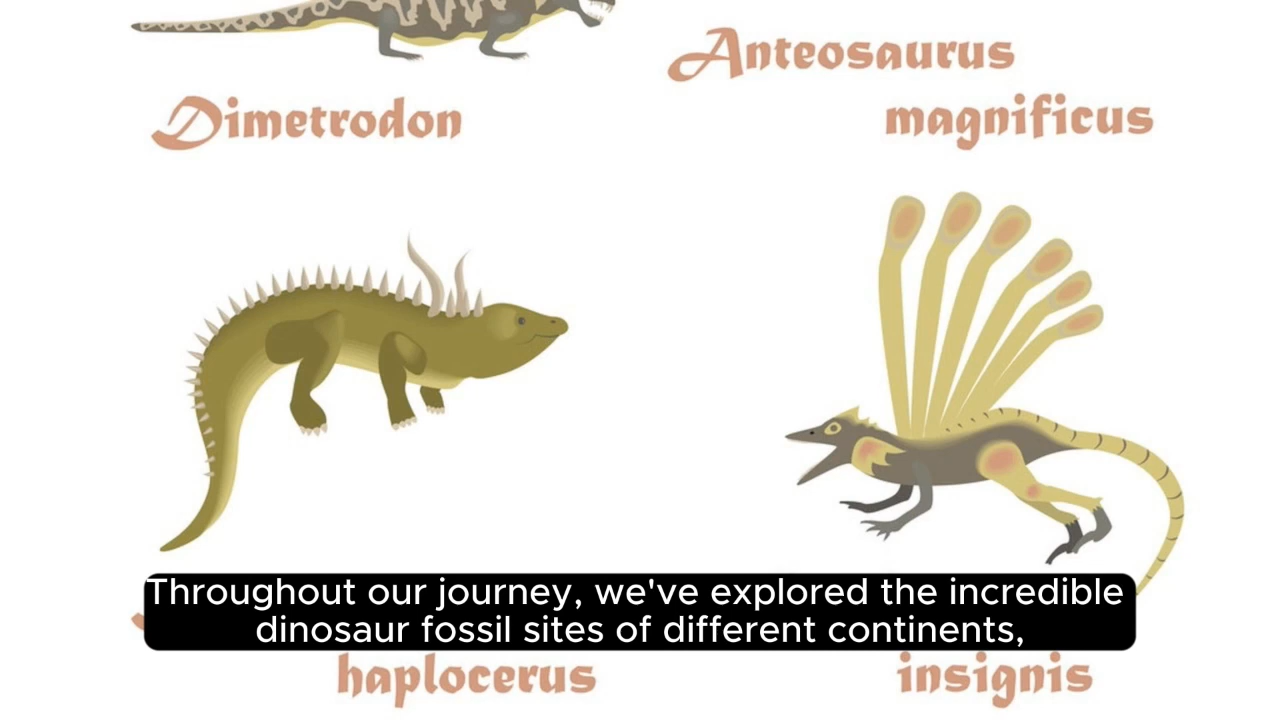 Anteosaurus
Dimetrodon
magnificus
Throughout our journey, we've explored the incredible
dinosaur fossil sites of different continents,
haplocerus
insignis